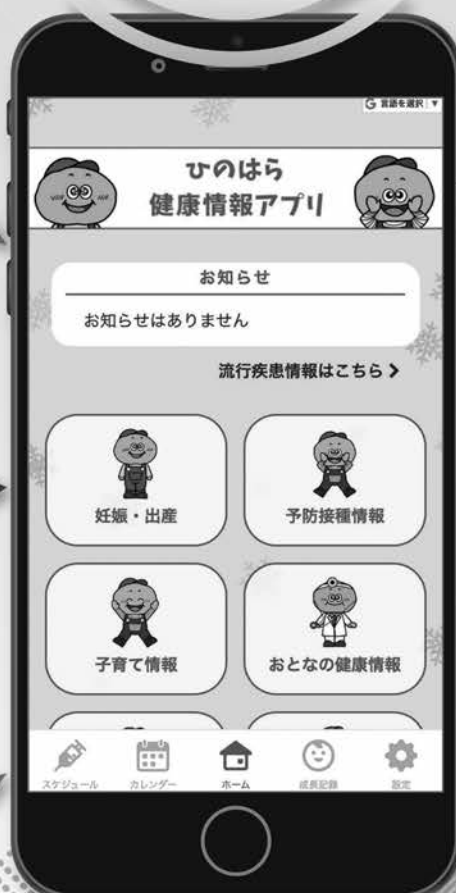 G 言語を選択 ▼
ひのはら
健康情報アプリ
お知らせ
お知らせはありません
流行疾患情報はこちら >
妊娠・出産
予防接種情報
子育て情報
おとなの健康情報
スケジュール
カレンダー
ホーム
成長記録
設定